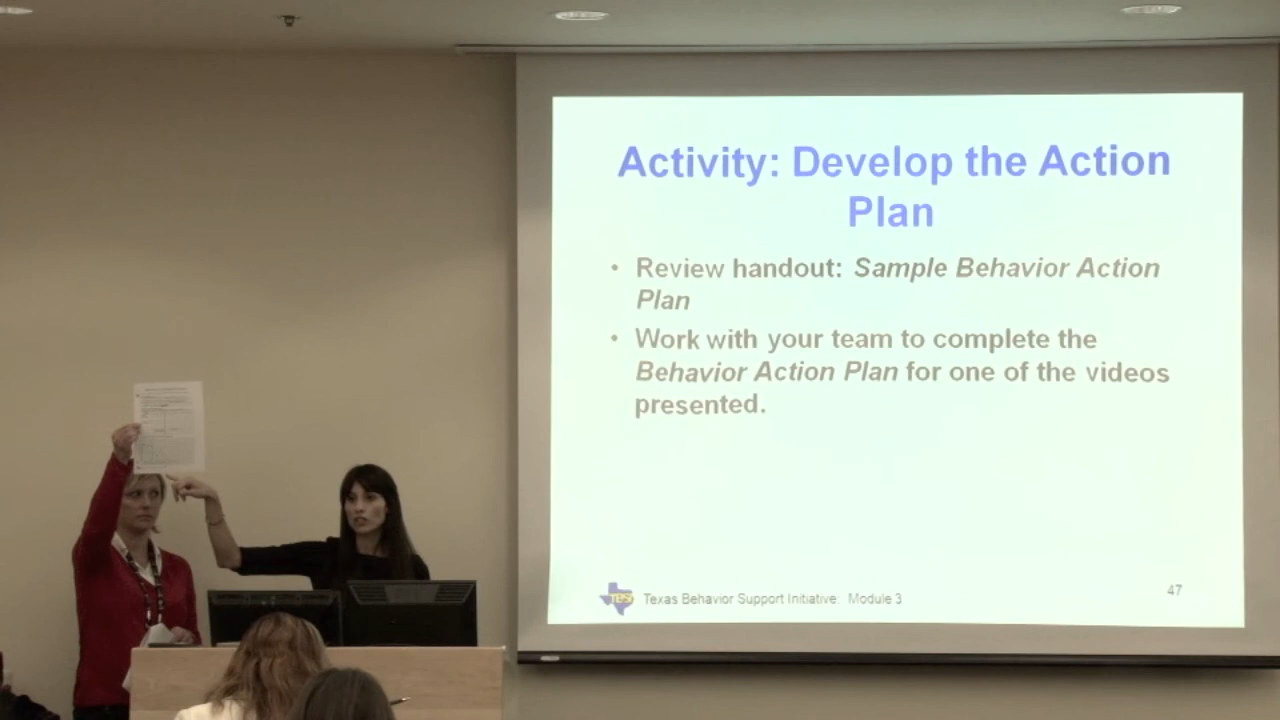 Activity: Develop the Action
Plan
• Review handout: Sample Behavior Action
Plan
• Work with your team to complete the
Behavior Action Plan for one of the videos
presented.
TBSI Texas Behavior Support Initiative: Module 3
47